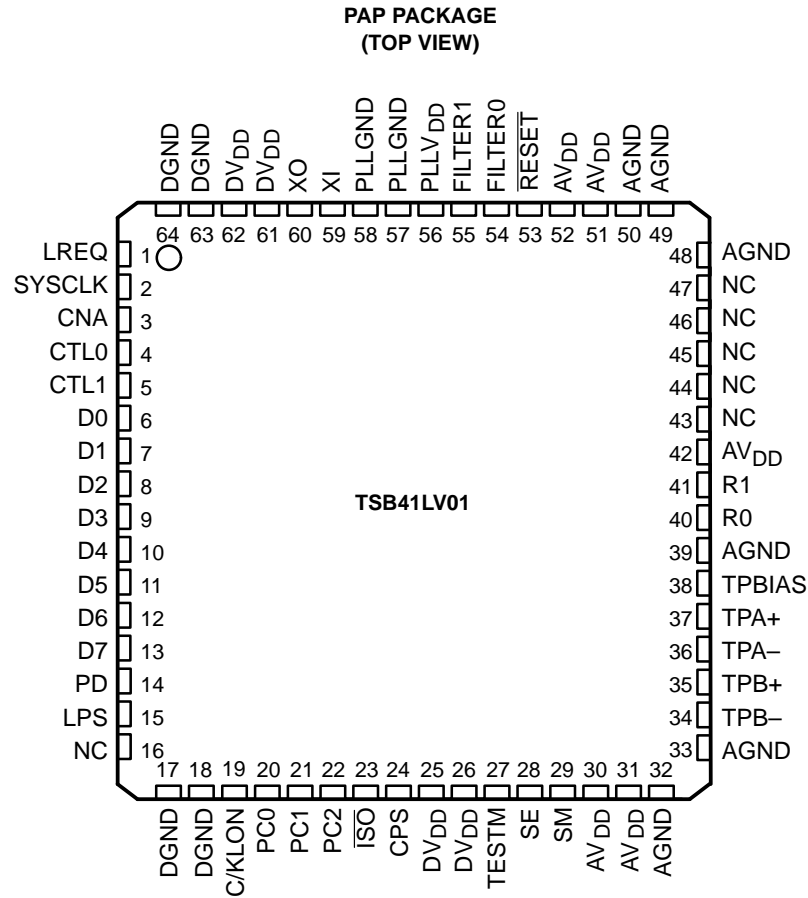 PAP PACKAGE
(TOP VIEW)
DGND
DGND
DVDD
DVDD
XO
XI
PLLGND
PLLGND
PLLVDD
FILTER1
FILTER0
RESET
AVDD
AVDD
AGND
AGND
64 63 62 61 60 59 58 57 56 55 54 53 52 51 50 49
LREQ 1
SYSCLK 2
CNA 3
CTL0 4
CTL1 5
D0 6
D1 7
D2 8
D3 9
D4 10
D5 11
D6 12
D7 13
PD 14
LPS 15
NC 16
TSB41LV01
48 AGND
47 NC
46 NC
45 NC
44 NC
43 NC
42 AVDD
41 R1
40 R0
39 AGND
38 TPBIAS
37 TPA+
36 TPA–
35 TPB+
34 TPB–
33 AGND
17 18 19 20 21 22 23 24 25 26 27 28 29 30 31 32
DGND
DGND
C/KLON
PC0
PC1
PC2
ISO
CPS
DVDD
DVDD
TESTM
SE
SM
AVDD
AVDD
AGND